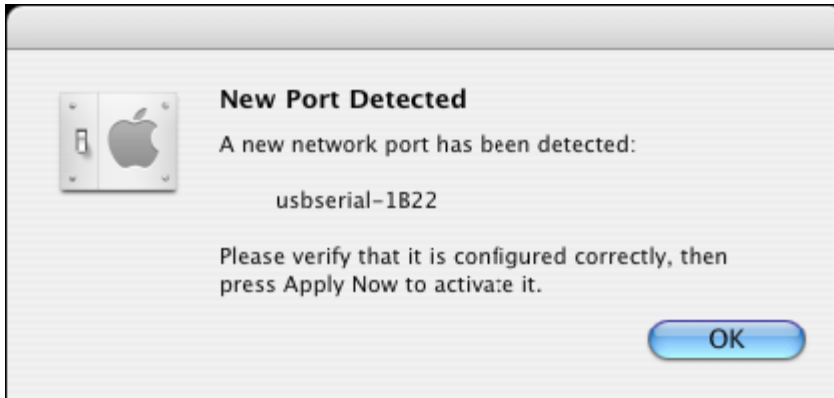 New Port Detected
A new network port has been detected:
usbserial-1B22
Please verify that it is configured correctly, then
press Apply Now to activate it.
OK